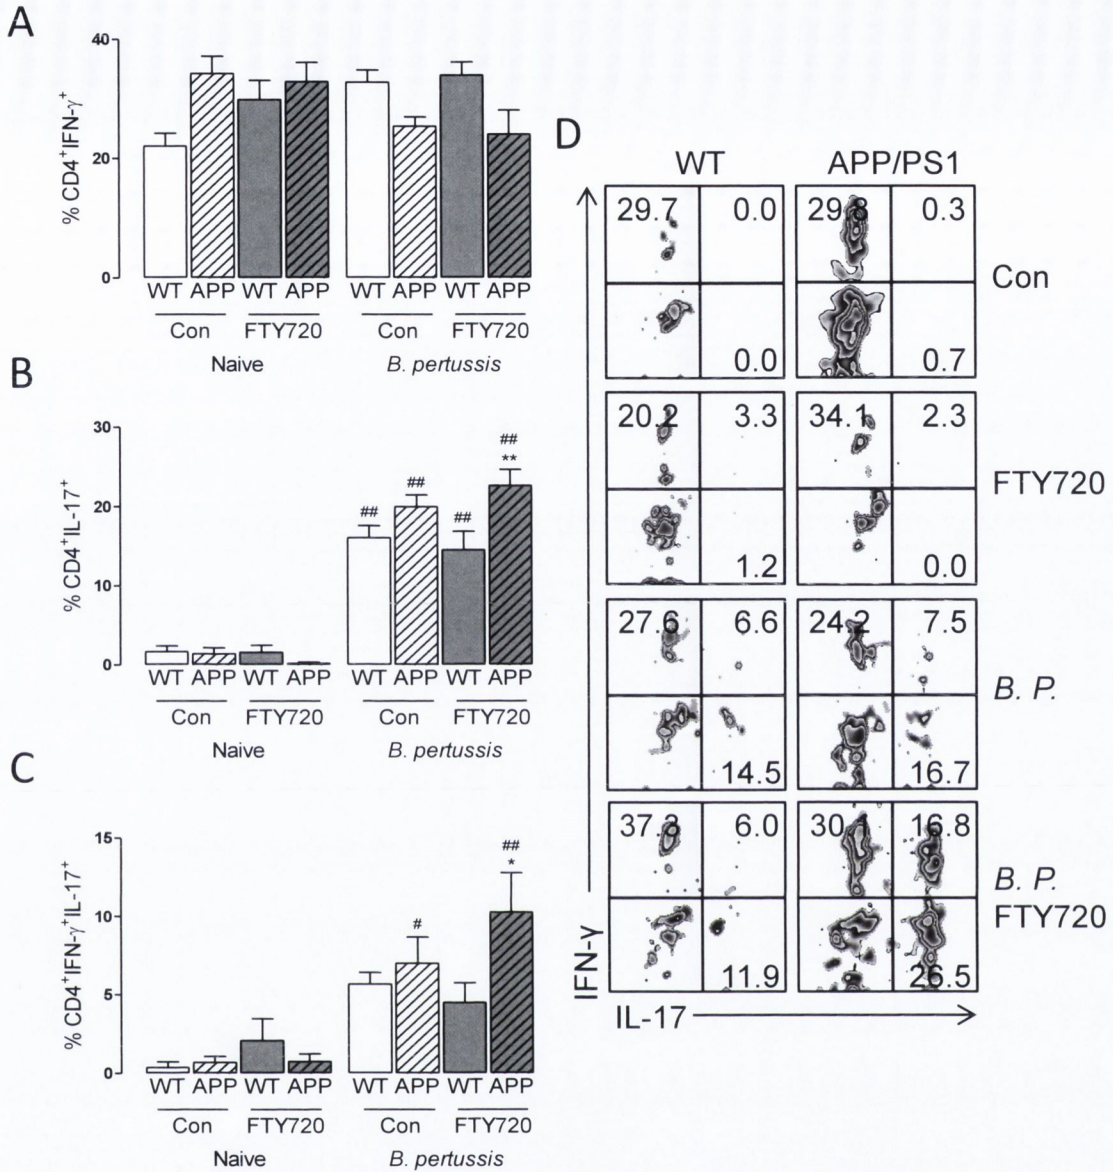 A
% CD4+IFN-γ+
40
20
0
WT APP WT APP WT APP WT APP
Con FTY720 Con FTY720
Naive B. pertussis
B
% CD4+IL-17+
30
20
10
0
## ## ## ##
**
WT APP WT APP WT APP WT APP
Con FTY720 Con FTY720
Naive B. pertussis
C
% CD4+IFN-γ+IL-17+
15
10
5
0
# ##
*
WT APP WT APP WT APP WT APP
Con FTY720 Con FTY720
Naive B. pertussis
D
WT APP/PS1
29.7 0.0 29.8 0.3
Con
0.0 0.7
20.2 3.3 34.1 2.3
FTY720
1.2 0.0
27.6 6.6 24.2 7.5
B. P.
14.5 16.7
37.3 6.0 16.8
B. P.
FTY720
11.9 26.5
IFN-γ
IL-17